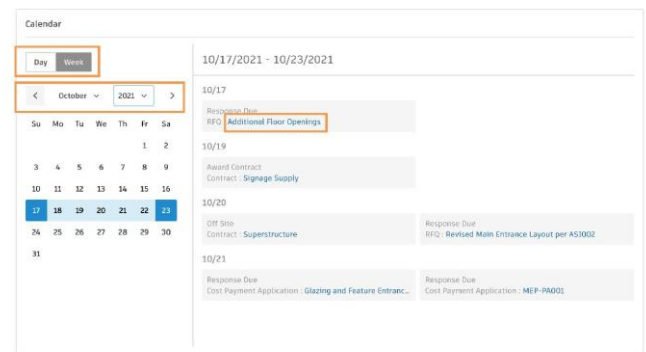 Calendar
Day Week
10/17/2021 - 10/23/2021
< October 2021 >
Su Mo Tu We Th Fr Sa
1 2
3 4 5 6 7 8 9
10 11 12 13 14 15 16
17 18 19 20 21 22 23
24 25 26 27 28 29 30
31
10/17
Response Due
RFQ : Additional Floor Openings
10/19
Award Contract
Contract : Signage Supply
10/20
Off Site
Contract : Superstructure
Response Due
RFQ : Revised Main Entrance Layout per ASI002
10/21
Response Due
Cost Payment Application : Glazing and Feature Entranc...
Response Due
Cost Payment Application : MEP-PA001